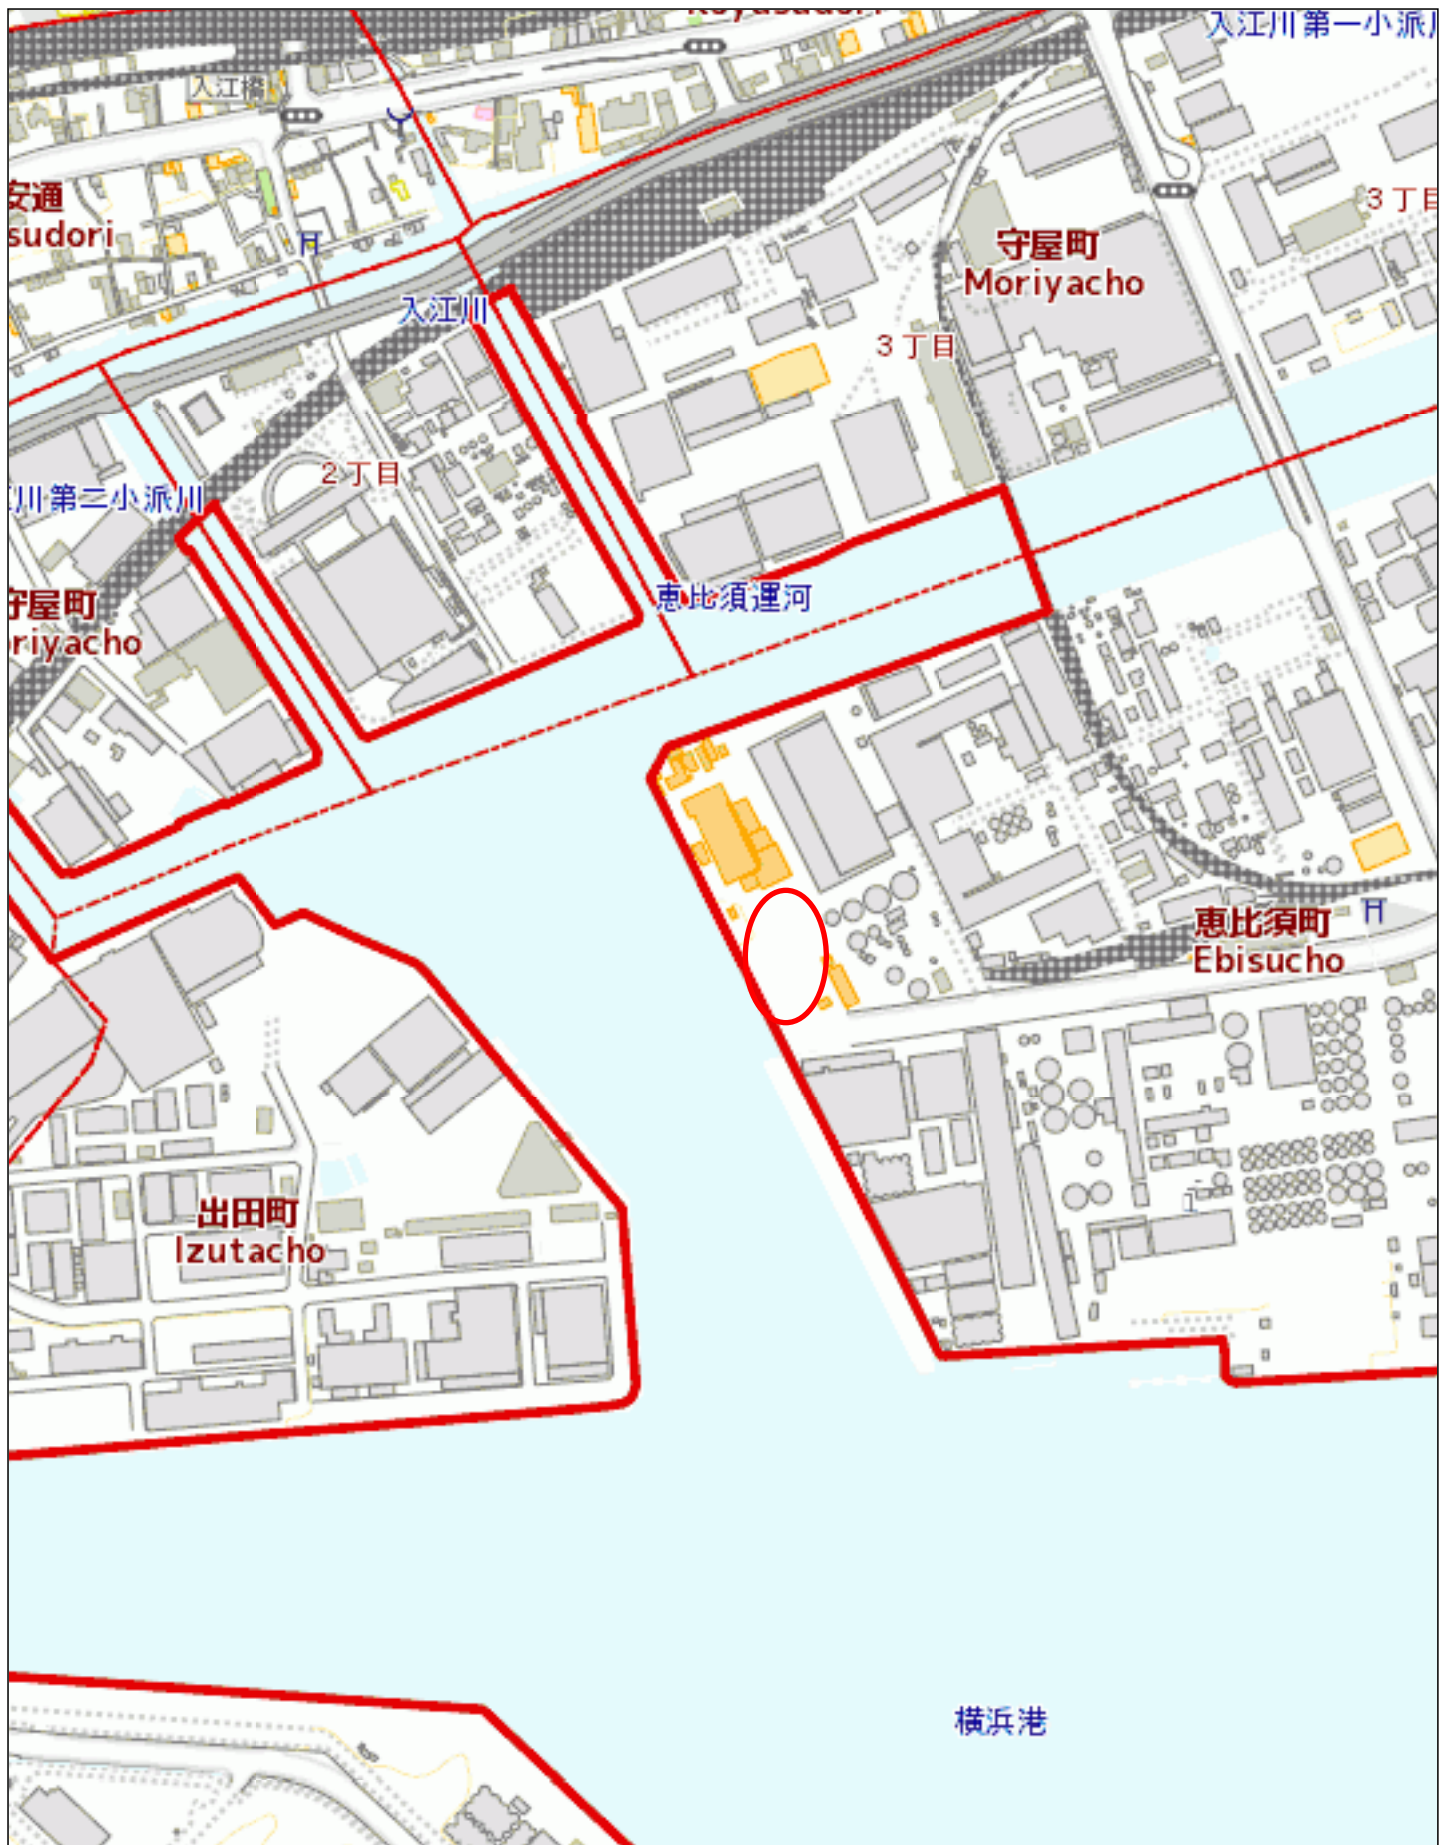 入江川第一小派川
入江橋
安通
sudori
守屋町
Moriyacho
3丁目
入江川
3丁目
2丁目
川第二小派川
恵比須運河
守屋町
riyacho
恵比須町
Ebisucho
出田町
Izutacho
横浜港